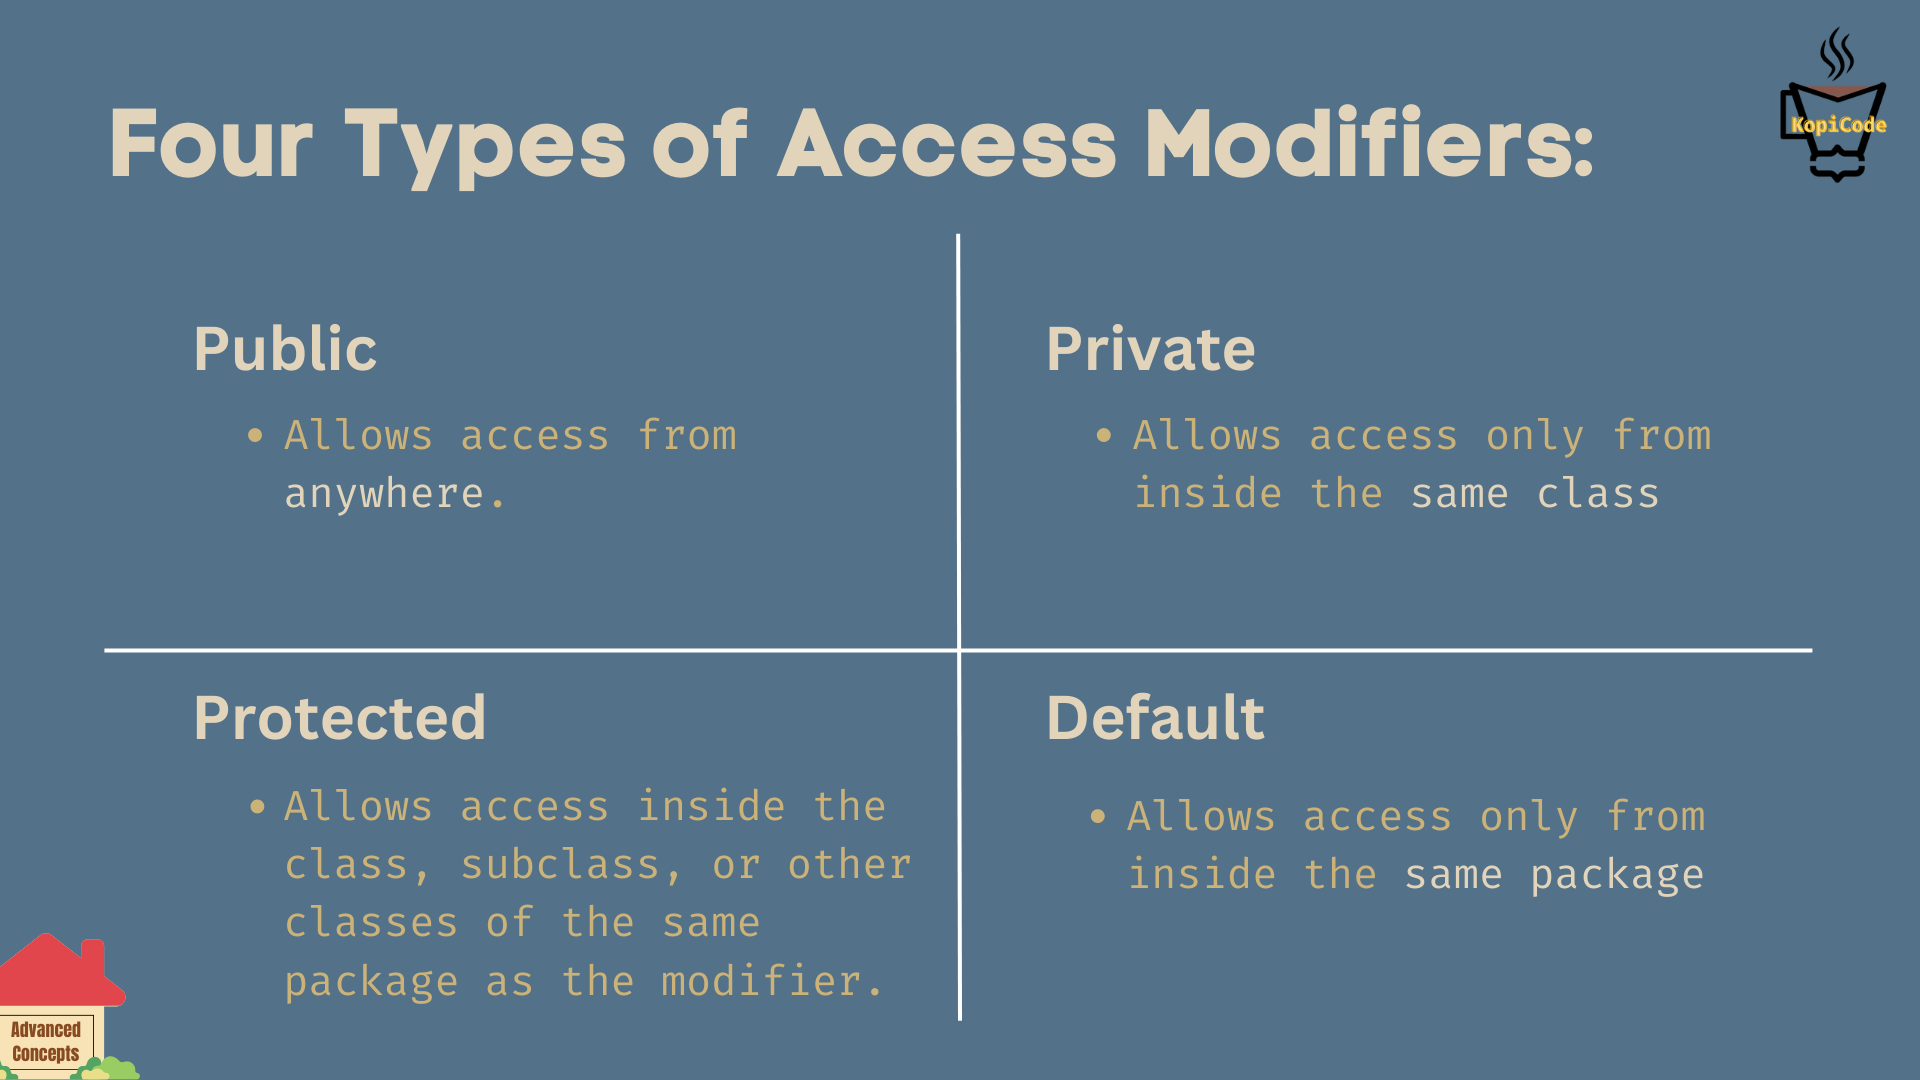 Four Types of Access Modifiers:
KopiCode
Public
• Allows access from
anywhere.
Private
• Allows access only from
inside the same class
Protected
• Allows access inside the
class, subclass, or other
classes of the same
package as the modifier.
Default
• Allows access only from
inside the same package
Advanced
Concepts